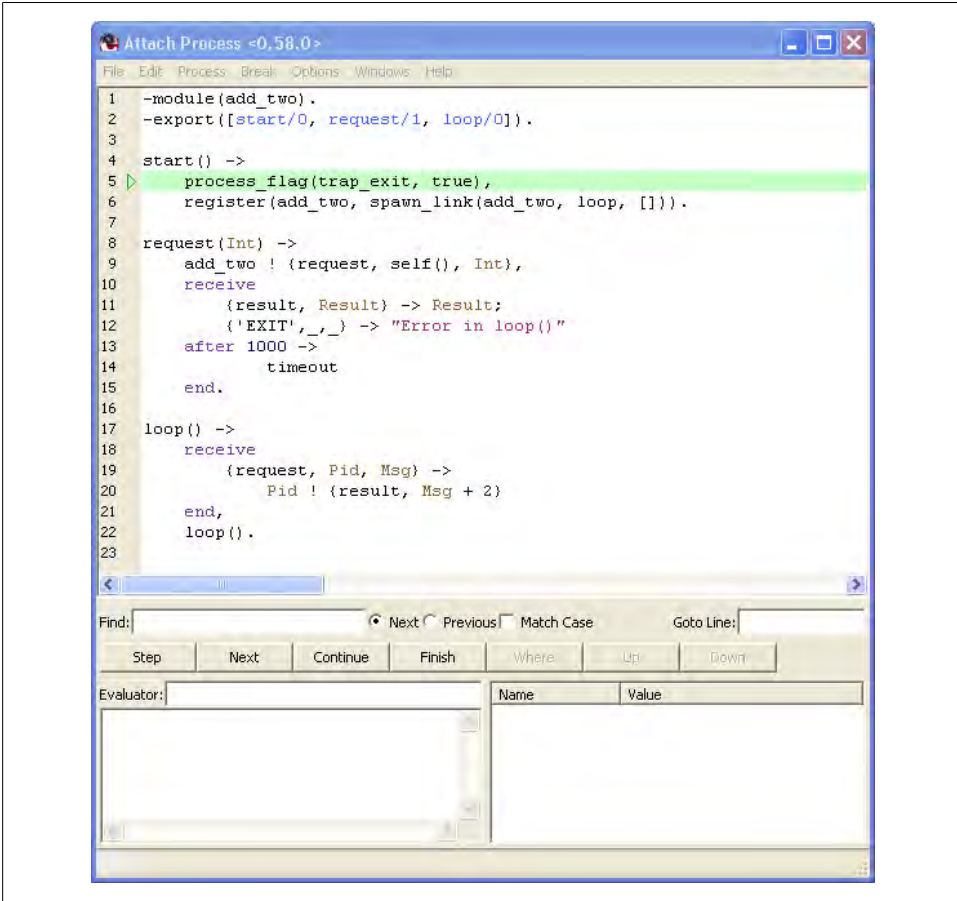 Attach Process <0.58.0>
File Edit Process Break Options Windows Help
1 -module(add_two).
2 -export([start/0, request/1, loop/0]).
3
4 start() ->
5 process_flag(trap_exit, true),
6 register(add_two, spawn_link(add_two, loop, [])).
7
8 request(Int) ->
9 add_two ! {request, self(), Int},
10 receive
11 {result, Result} -> Result;
12 {'EXIT',_,_} -> "Error in loop()"
13 after 1000 ->
14 timeout
15 end.
16
17 loop() ->
18 receive
19 {request, Pid, Msg} ->
20 Pid ! {result, Msg + 2}
21 end,
22 loop().
23
Find: Next Previous Match Case Goto Line:
Step Next Continue Finish Where Up Down
Evaluator: Name Value